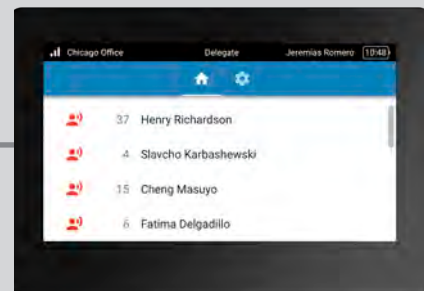 Chicago Office Delegate Jeremias Romero 10:48
37 Henry Richardson
4 Slavcho Karbashewski
15 Cheng Masuyo
6 Fatima Delgadillo